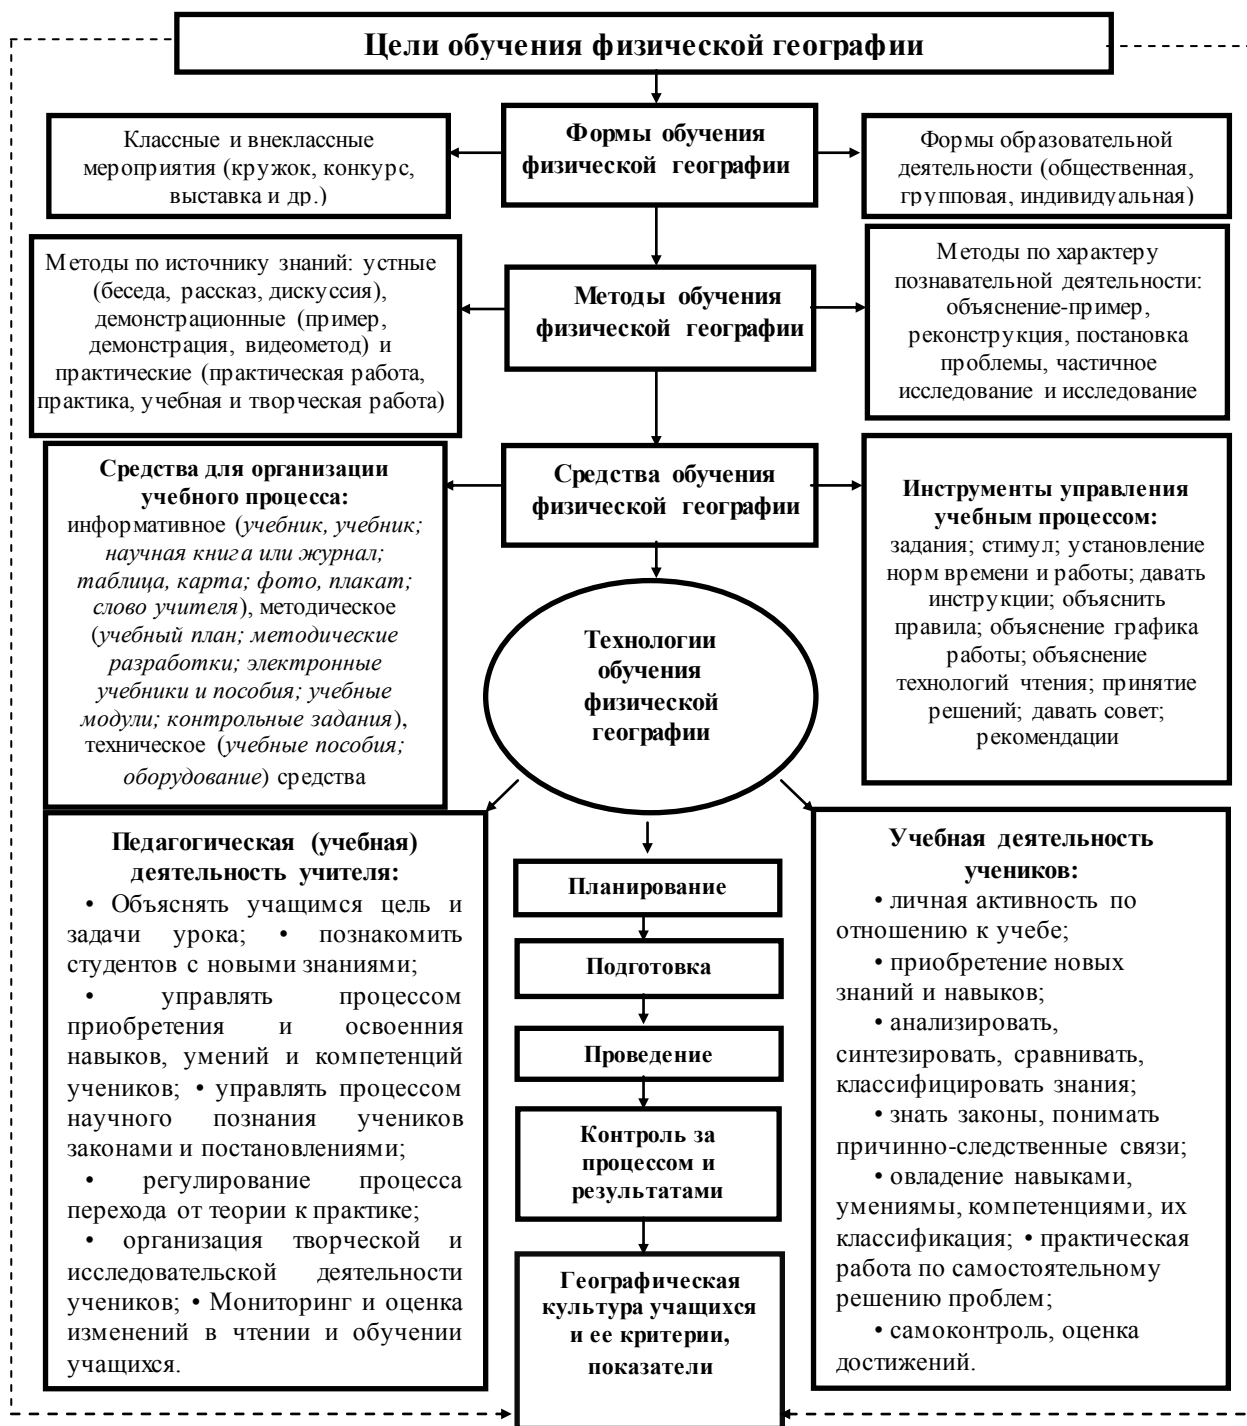 Цели обучения физической географии
Классные и внеклассные
мероприятия (кружок, конкурс,
выставка и др.)
Формы обучения
физической географии
Формы образовательной
деятельности (общественная,
групповая, индивидуальная)
Методы по источнику знаний: устные
(беседа, рассказ, дискуссия),
демонстрационные (пример,
демонстрация, видеометод) и
практические (практическая работа,
практика, учебная и творческая работа)
Методы обучения
физической географии
Методы по характеру
познавательной деятельности:
объяснение-пример,
реконструкция, постановка
проблемы, частичное
исследование и исследование
Средства для организации
учебного процесса:
информативное (учебник, учебник;
научная книга или журнал;
таблица, карта; фото, плакат;
слово учителя), методическое
(учебный план; методические
разработки; электронные
учебники и пособия; учебные
модули; контрольные задания),
техническое (учебные пособия;
оборудование) средства
Средства обучения
физической географии
Инструменты управления
учебным процессом:
задания; стимул; установление
норм времени и работы; давать
инструкции; объяснить
правила; объяснение графика
работы; объяснение
технологий чтения; принятие
решений; давать совет;
рекомендации
Технологии
обучения
физической
географии
Педагогическая (учебная)
деятельность учителя:
• Объяснять учащимся цель и
задачи урока; • познакомить
студентов с новыми знаниями;
• управлять процессом
приобретения и освоенния
навыков, умений и компетенций
учеников; • управлять процессом
научного познания учеников
законами и постановлениями;
• регулирование процесса
перехода от теории к практике;
• организация творческой и
исследовательской деятельности
учеников; • Мониторинг и оценка
изменений в чтении и обучении
учащихся.
Планирование
Подготовка
Проведение
Контроль за
процессом и
результатами
Географическая
культура учащихся
и ее критерии,
показатели
Учебная деятельность
учеников:
• личная активность по
отношению к учебе;
• приобретение новых
знаний и навыков;
• анализировать,
синтезировать, сравнивать,
классифицировать знания;
• знать законы, понимать
причинно-следственные связи;
• овладение навыками,
умениямы, компетенциями, их
классификация; • практическая
работа по самостоятельному
решению проблем;
• самоконтроль, оценка
достижений.